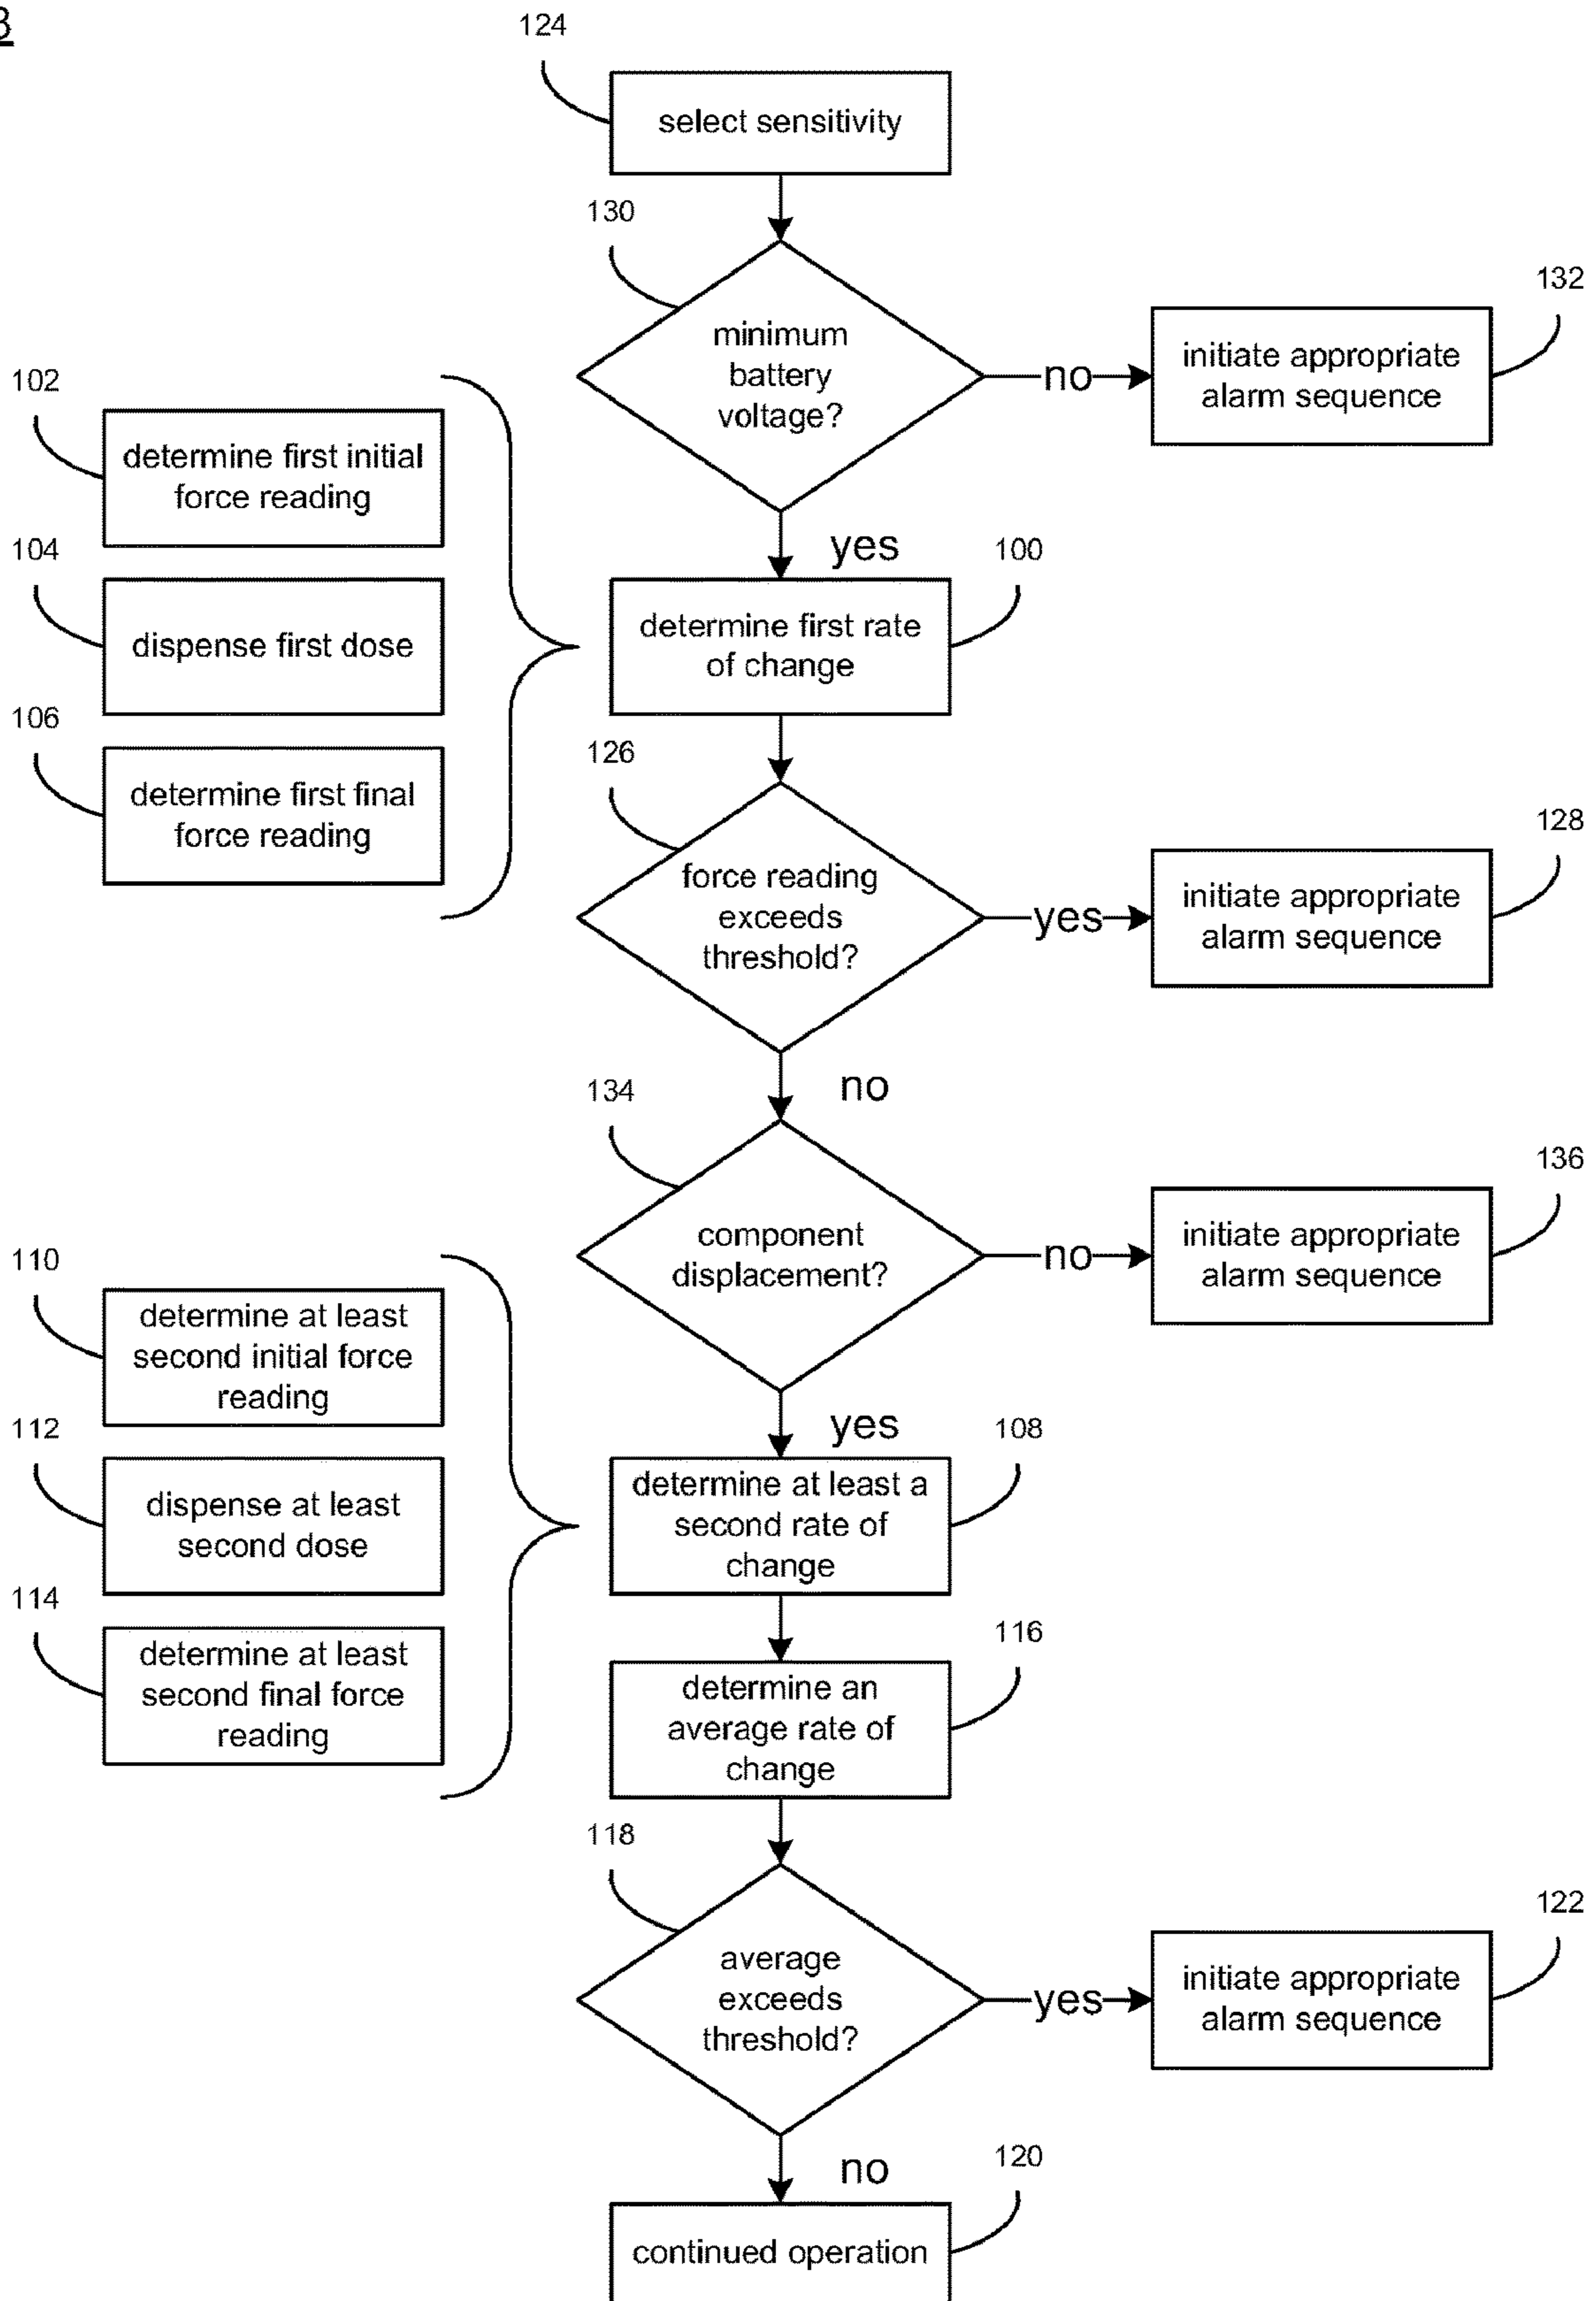 124
select sensitivity
130
minimum
battery
voltage?
no
132
initiate appropriate
alarm sequence
102
determine first initial
force reading
104
dispense first dose
106
determine first final
force reading
yes
100
determine first rate
of change
126
force reading
exceeds
threshold?
yes
128
initiate appropriate
alarm sequence
no
134
component
displacement?
no
136
initiate appropriate
alarm sequence
110
determine at least
second initial force
reading
112
dispense at least
second dose
114
determine at least
second final force
reading
yes
108
determine at least a
second rate of
change
116
determine an
average rate of
change
118
average
exceeds
threshold?
yes
122
initiate appropriate
alarm sequence
no
120
continued operation